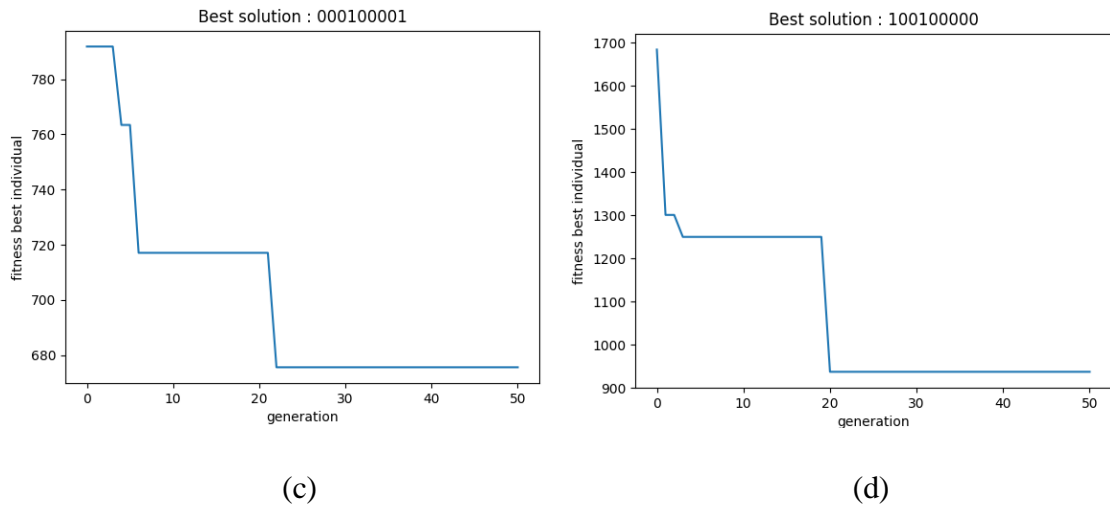 Best solution : 000100001
fitness best individual
780
760
740
720
700
680
0 10 20 30 40 50
generation
(c)
Best solution : 100100000
fitness best individual
1700
1600
1500
1400
1300
1200
1100
1000
900
0 10 20 30 40 50
generation
(d)